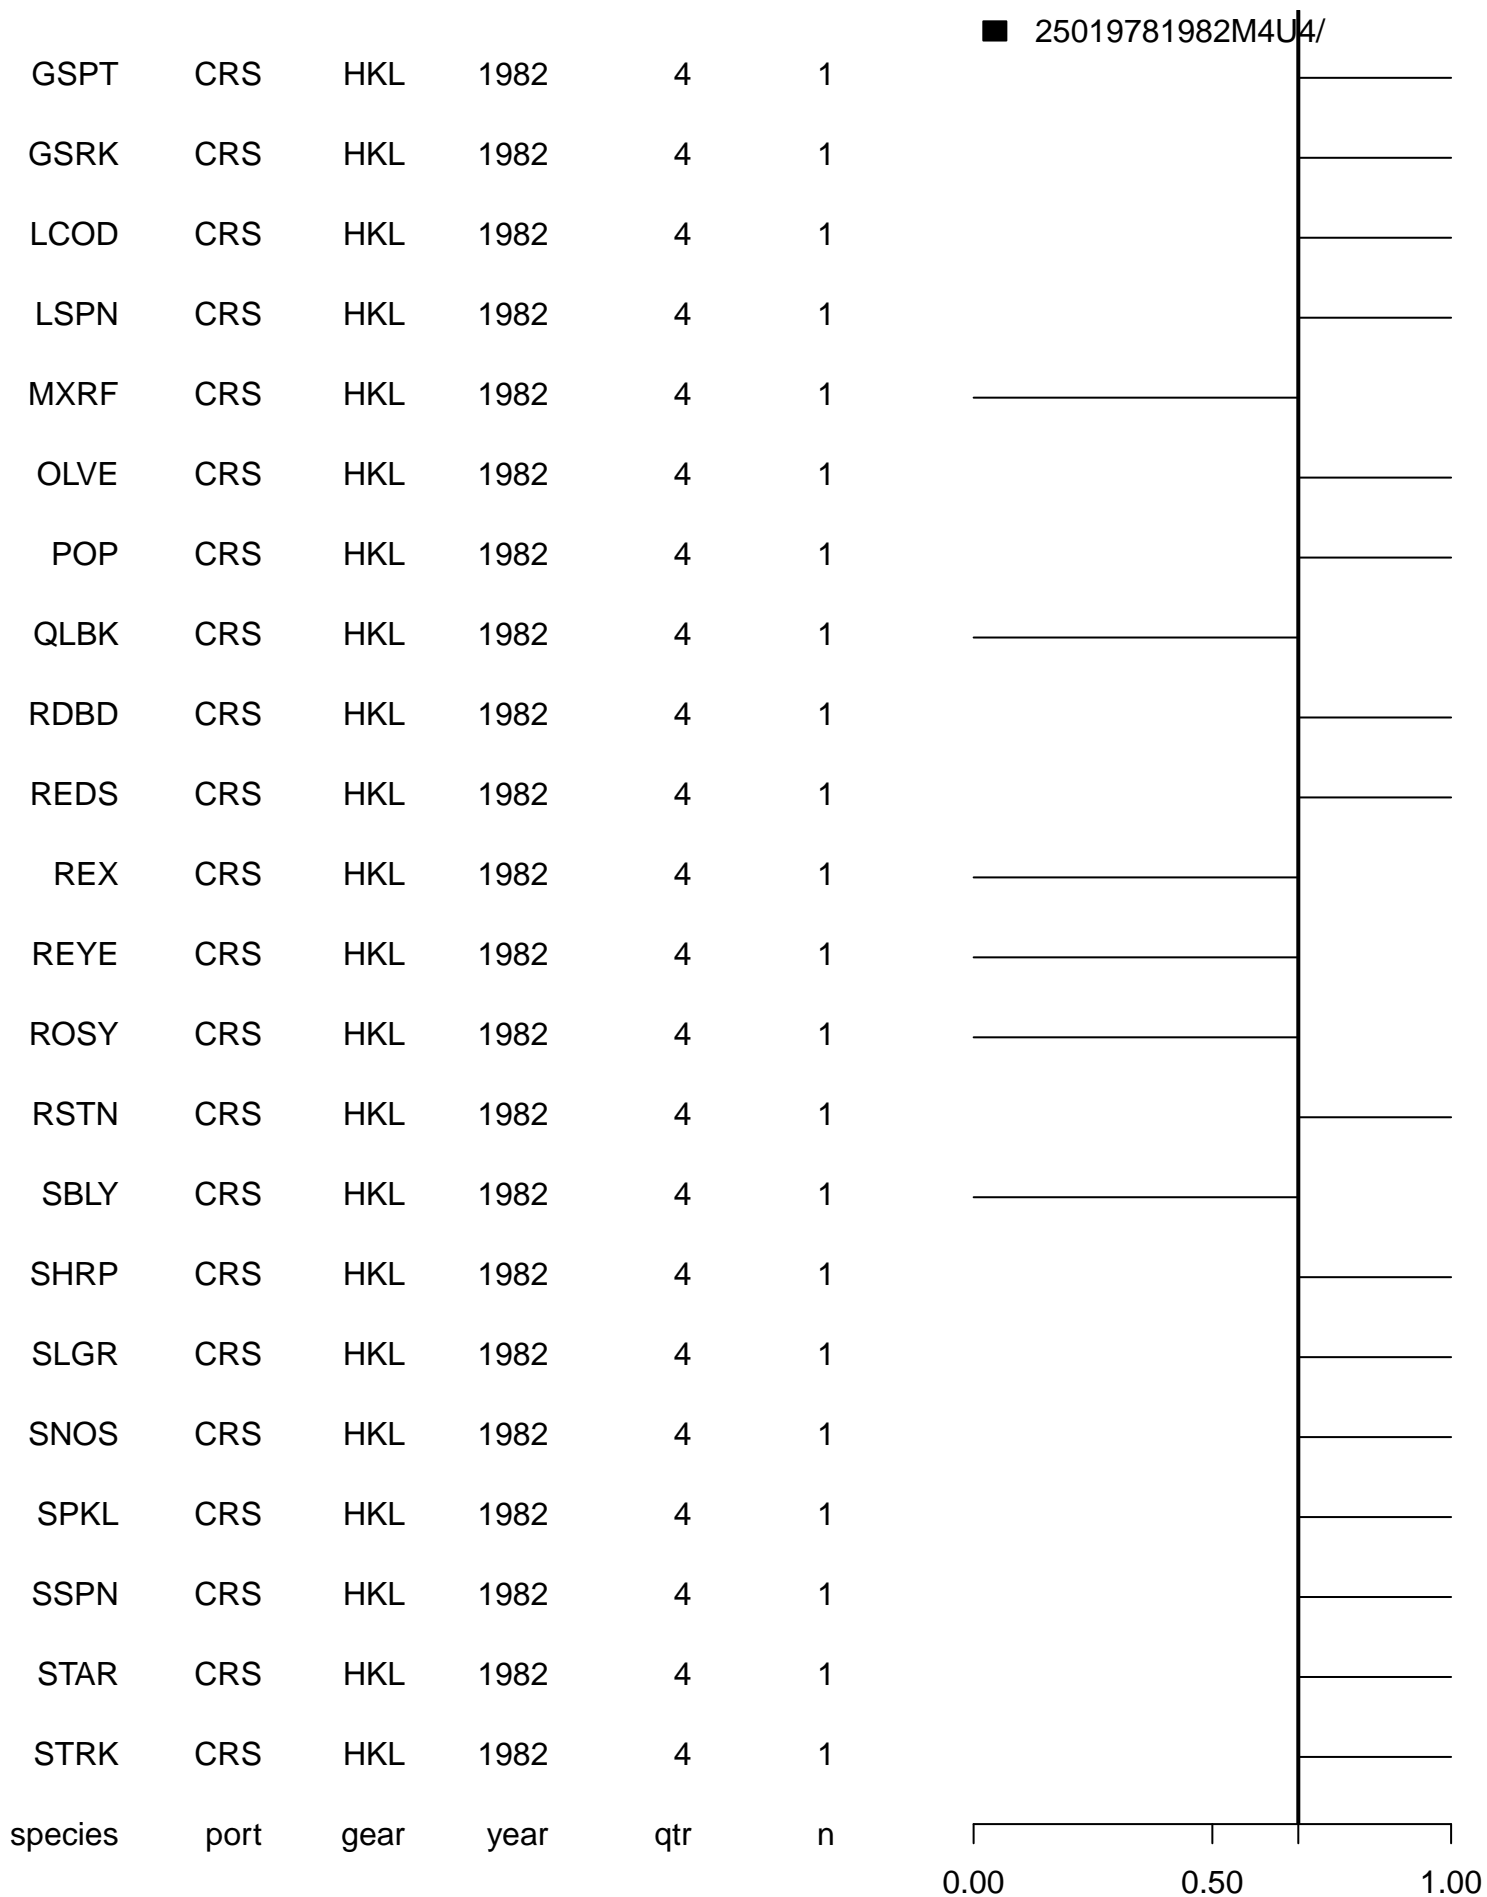 25019781982M4U4/
GSPT CRS HKL 1982 4 1
GSRK CRS HKL 1982 4 1
LCOD CRS HKL 1982 4 1
LSPN CRS HKL 1982 4 1
MXRF CRS HKL 1982 4 1
OLVE CRS HKL 1982 4 1
POP CRS HKL 1982 4 1
QLBK CRS HKL 1982 4 1
RDBD CRS HKL 1982 4 1
REDS CRS HKL 1982 4 1
REX CRS HKL 1982 4 1
REYE CRS HKL 1982 4 1
ROSY CRS HKL 1982 4 1
RSTN CRS HKL 1982 4 1
SBLY CRS HKL 1982 4 1
SHRP CRS HKL 1982 4 1
SLGR CRS HKL 1982 4 1
SNOS CRS HKL 1982 4 1
SPKL CRS HKL 1982 4 1
SSPN CRS HKL 1982 4 1
STAR CRS HKL 1982 4 1
STRK CRS HKL 1982 4 1
species port gear year qtr n
0.00 0.50 1.00